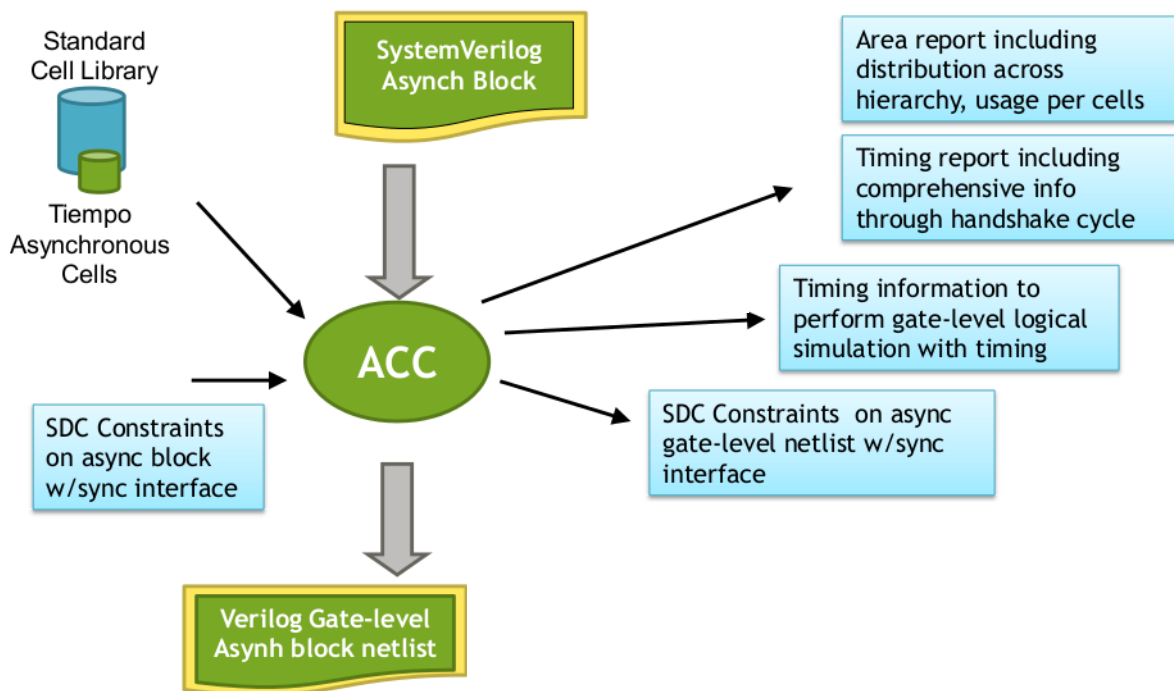 Standard
Cell Library
Tiempo
Asynchronous
Cells
SystemVerilog
Asynch Block
Area report including
distribution across
hierarchy, usage per cells
Timing report including
comprehensive info
through handshake cycle
Timing information to
perform gate-level logical
simulation with timing
ACC
SDC Constraints
on async block
w/sync interface
SDC Constraints on async
gate-level netlist w/sync
interface
Verilog Gate-level
Asynh block netlist